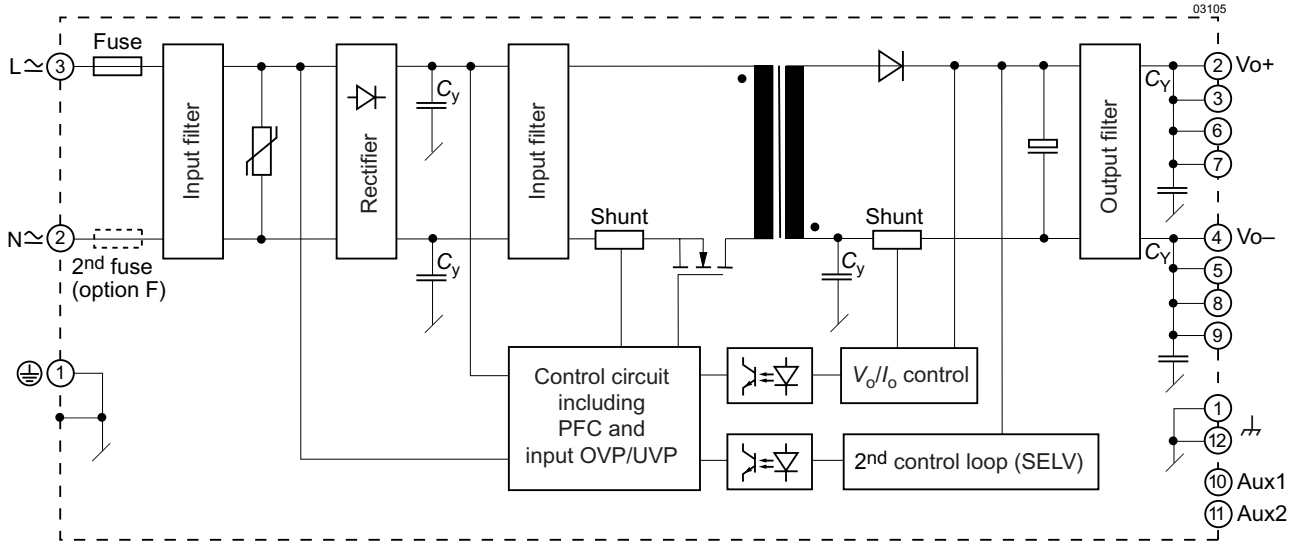 03105
Fuse
L ≃ 3
Input filter
Rectifier
Cy
Input filter
CY
2 Vo+
3
6
7
N ≃ 2
2nd fuse
(option F)
Cy
Shunt
Shunt
Cy
Output filter
CY
4 Vo–
5
8
9
1
Control circuit
including
PFC and
input OVP/UVP
Vo/Io control
2nd control loop (SELV)
1
12
10 Aux1
11 Aux2